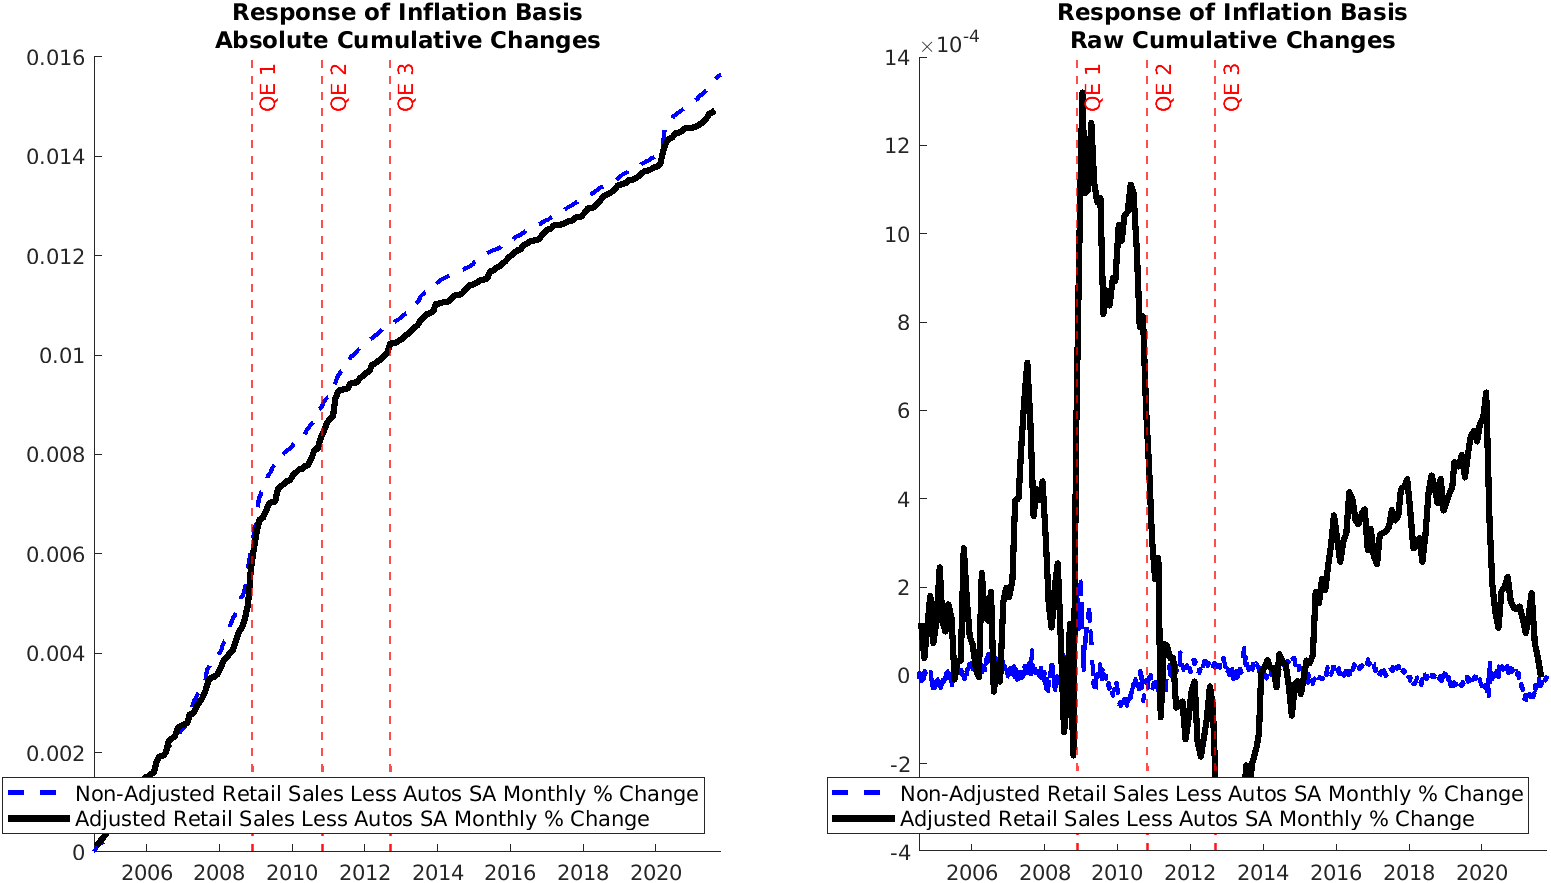 Response of Inflation Basis
Absolute Cumulative Changes
0.016
0.014
0.012
0.01
0.008
0.006
0.004
0.002
0
QE 1
QE 2
QE 3
Non-Adjusted Retail Sales Less Autos SA Monthly % Change
Adjusted Retail Sales Less Autos SA Monthly % Change
2006 2008 2010 2012 2014 2016 2018 2020
Response of Inflation Basis
Raw Cumulative Changes
×10⁻⁴
14
12
10
8
6
4
2
0
-2
-4
QE 1
QE 2
QE 3
Non-Adjusted Retail Sales Less Autos SA Monthly % Change
Adjusted Retail Sales Less Autos SA Monthly % Change
2006 2008 2010 2012 2014 2016 2018 2020